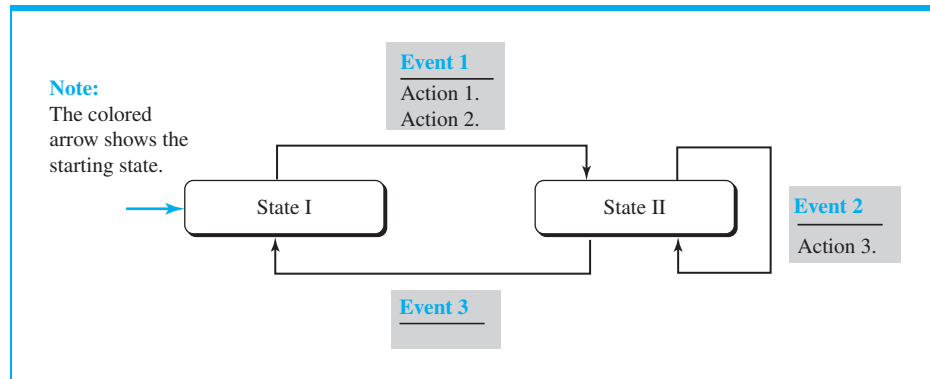 Note:
The colored
arrow shows the
starting state.
Event 1
Action 1.
Action 2.
State I
State II
Event 2
Action 3.
Event 3